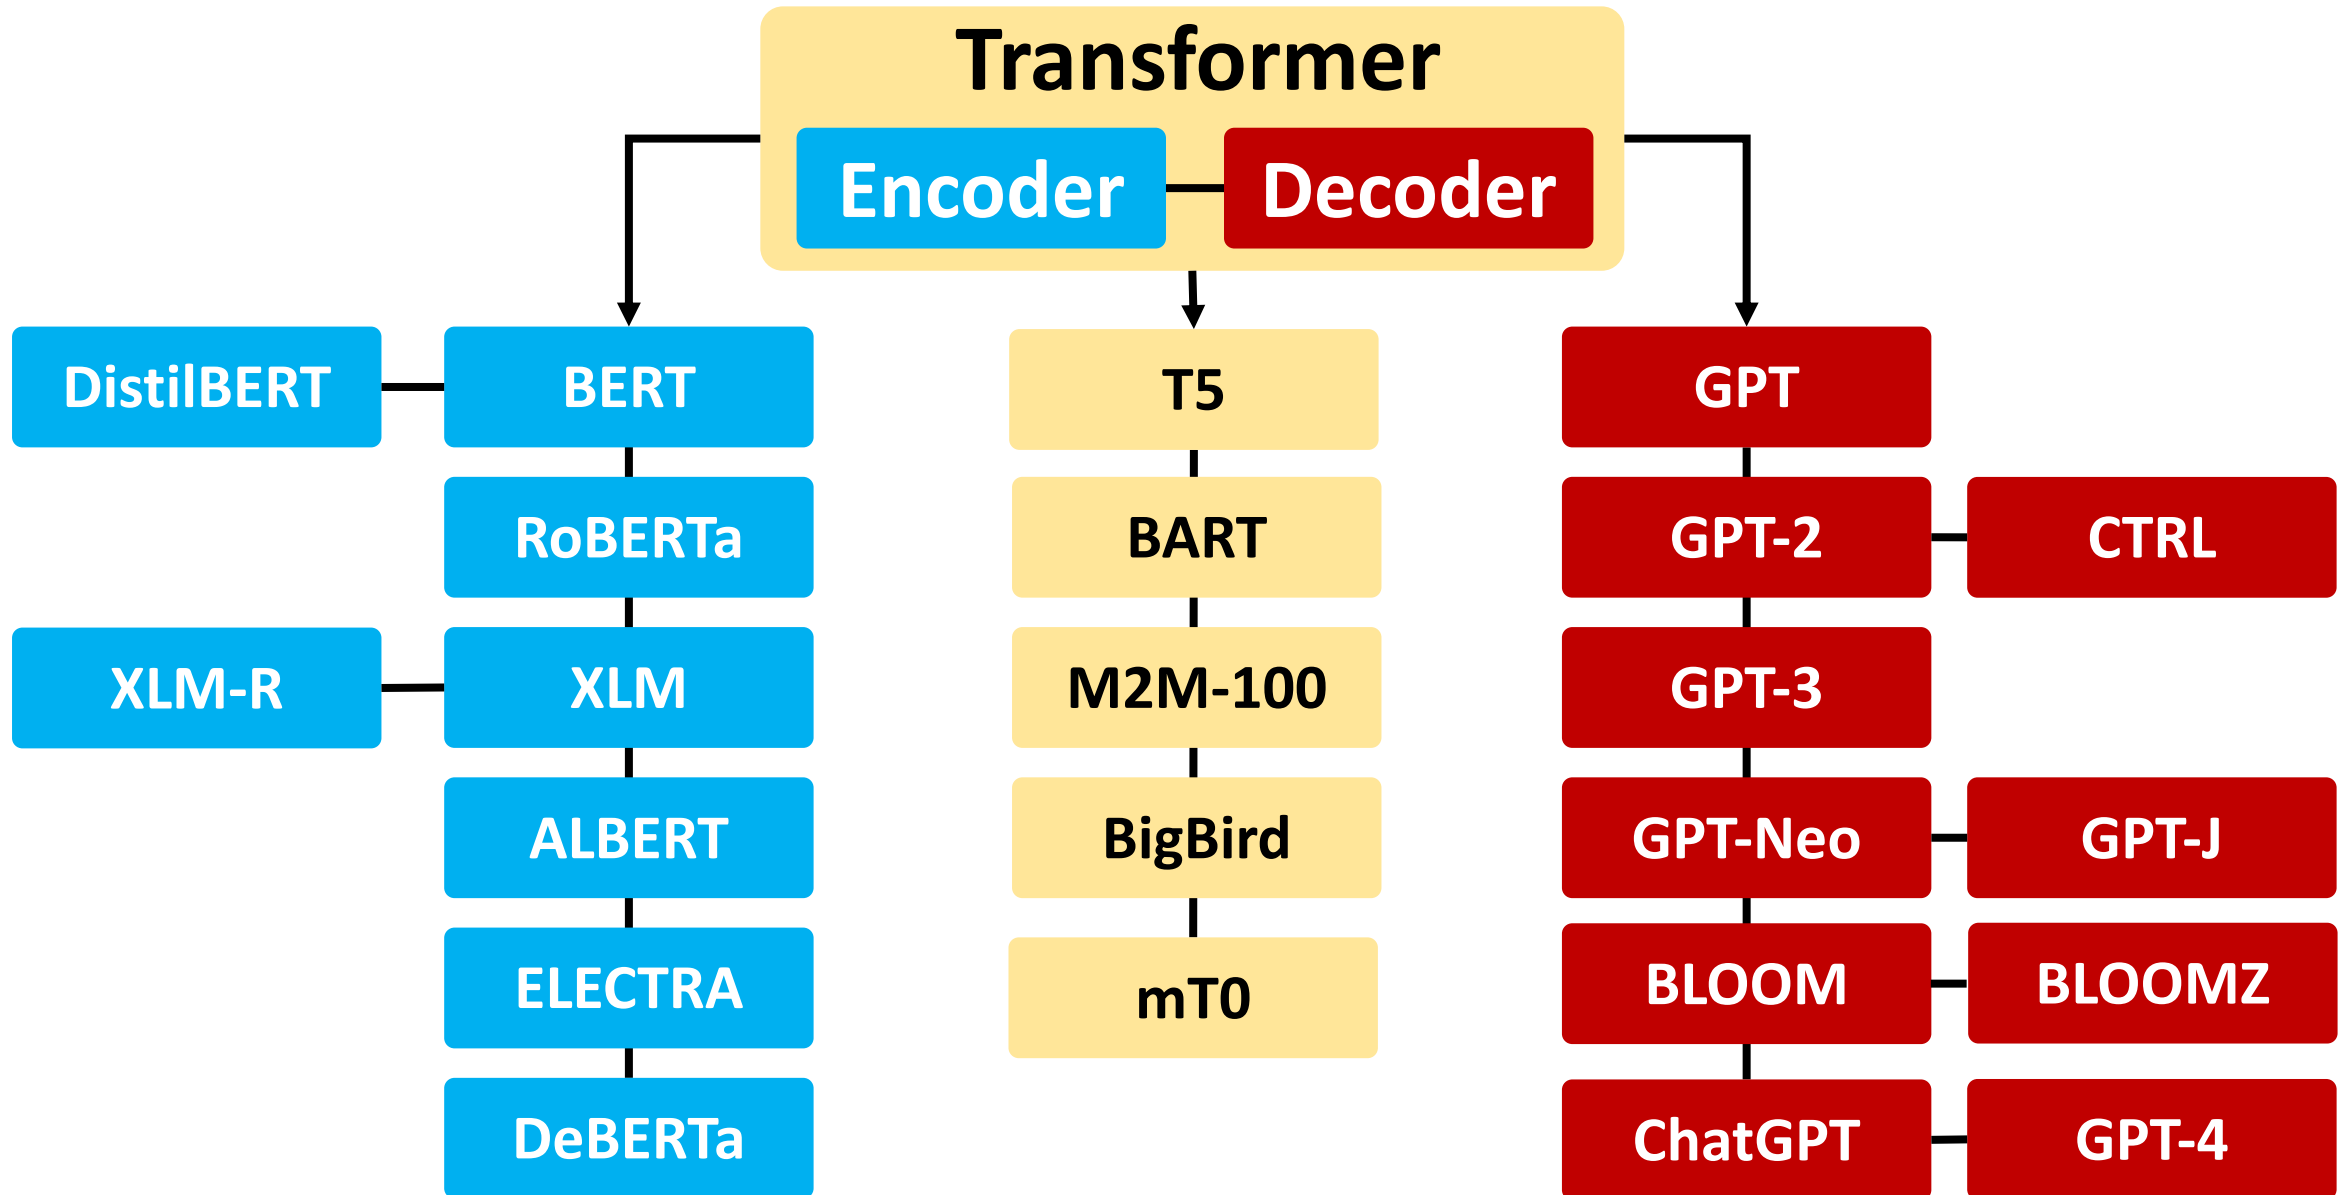 Transformer
Encoder
Decoder
DistilBERT
BERT
T5
GPT
RoBERTa
BART
GPT-2
CTRL
XLM-R
XLM
M2M-100
GPT-3
ALBERT
BigBird
GPT-Neo
GPT-J
ELECTRA
mT0
BLOOM
BLOOMZ
DeBERTa
ChatGPT
GPT-4